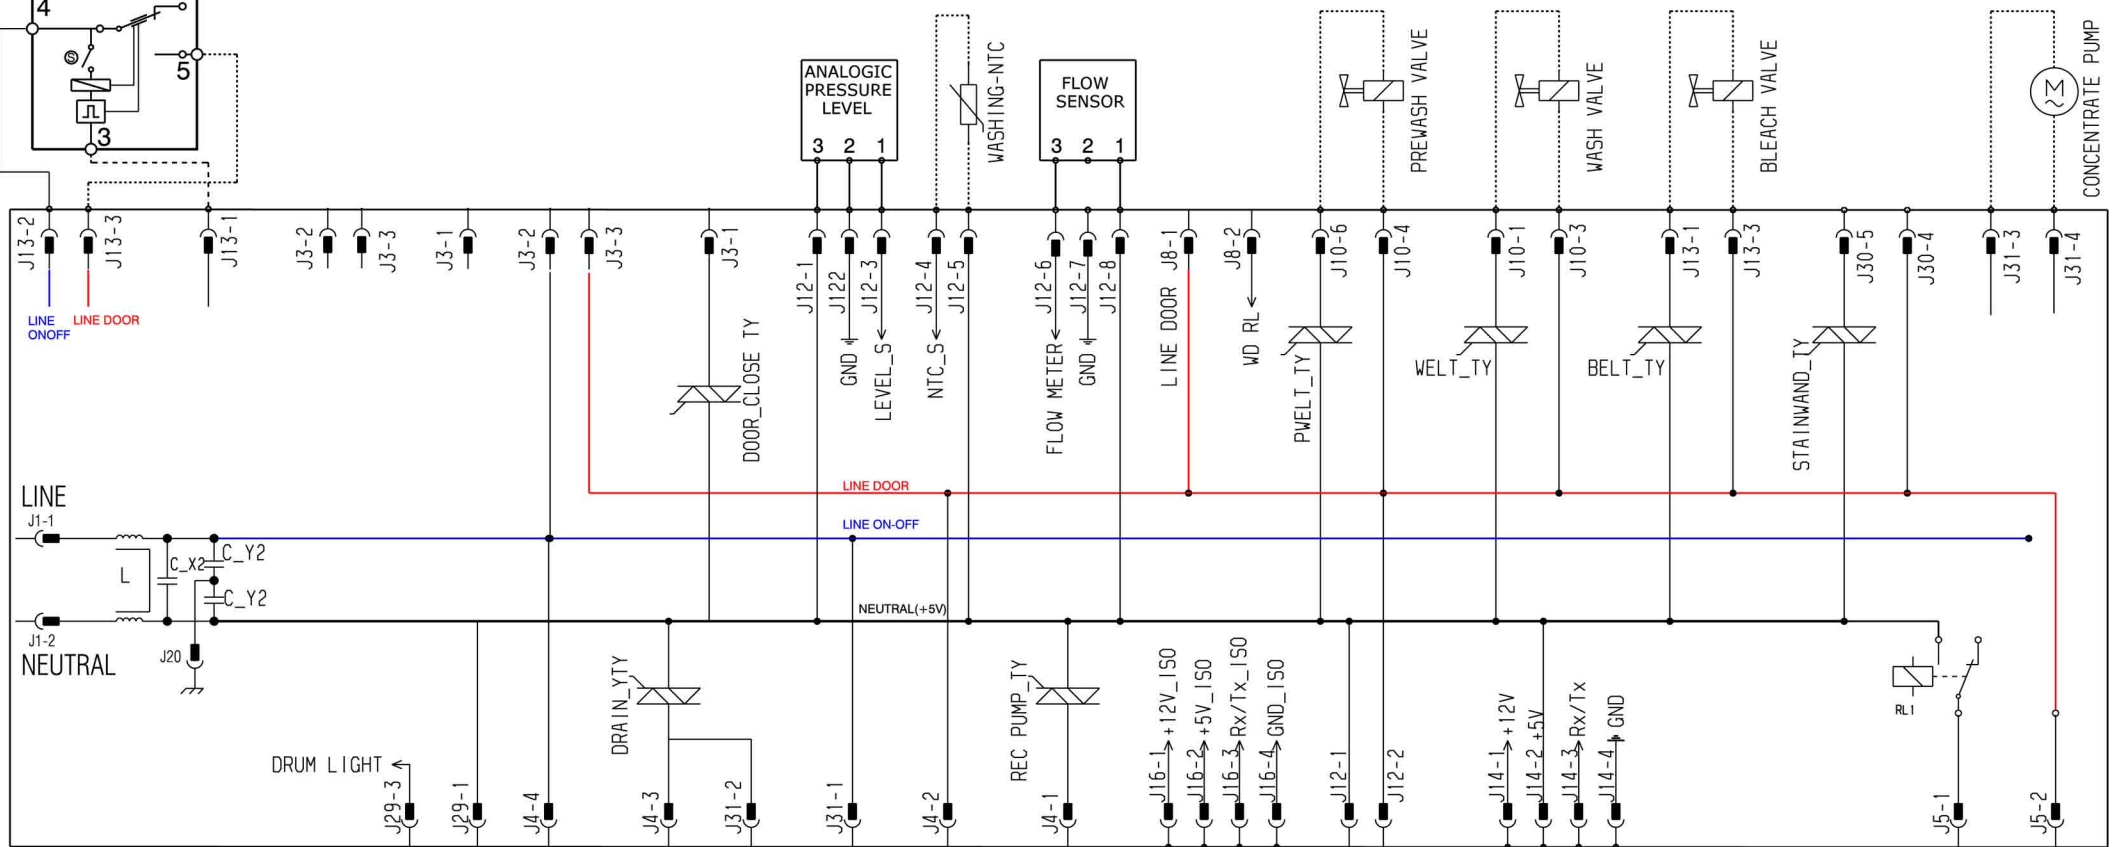 4
S
5
3
ANALOGIC
PRESSURE
LEVEL
3 2 1
WASHING-NTC
FLOW
SENSOR
3 2 1
PREWASH VALVE
WASH VALVE
BLEACH VALVE
M
CONCENTRATE PUMP
J13-2
J13-3
J13-1
J3-2
J3-3
J3-1
J3-2
J3-3
J3-1
J12-1
J122
J12-3
J12-4
J12-5
J12-6
J12-7
J12-8
J8-1
J8-2
J10-6
J10-4
J10-1
J10-3
J13-1
J13-3
J30-5
J30-4
J31-3
J31-4
LINE
ONOFF
LINE DOOR
DOOR_CLOSE TY
GND
LEVEL_S
NTC_S
FLOW METER
GND
LINE DOOR
WD RL
PWELT_TY
WELT_TY
BELT_TY
STAINWAND_TY
LINE DOOR
LINE
J1-1
LINE ON-OFF
L
C_X2
C_Y2
C_Y2
NEUTRAL(+5V)
J1-2
NEUTRAL
J20
DRAIN_YTY
REC PUMP_TY
+12V_ISO
+5V_ISO
Rx/Tx_ISO
GND_ISO
+12V
+5V
Rx/Tx
GND
RL1
DRUM LIGHT
J29-3
J29-1
J4-4
J4-3
J31-2
J31-1
J4-2
J4-1
J16-1
J16-2
J16-3
J16-4
J12-1
J12-2
J14-1
J14-2
J14-3
J14-4
J5-1
J5-2